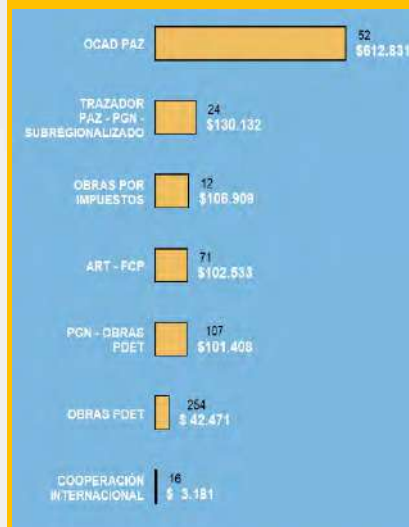 OCAD PAZ
52
$612.831
TRAZADOR
PAZ - PGN -
SUBREGIONALIZADO
24
$130.132
OBRAS POR
IMPUESTOS
12
$106.909
ART - FCP
71
$102.533
PGN - OBRAS
PDET
107
$101.408
OBRAS PDET
254
$ 42.471
COOPERACIÓN
INTERNACIONAL
16
$ 3.181